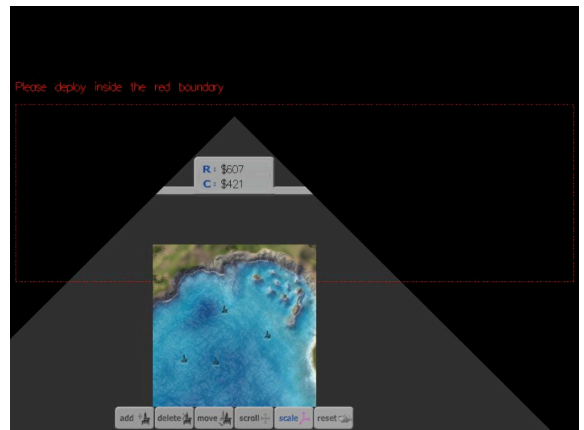 Please deploy inside the red boundary
R: $607
C: $421
add delete move scroll scale reset